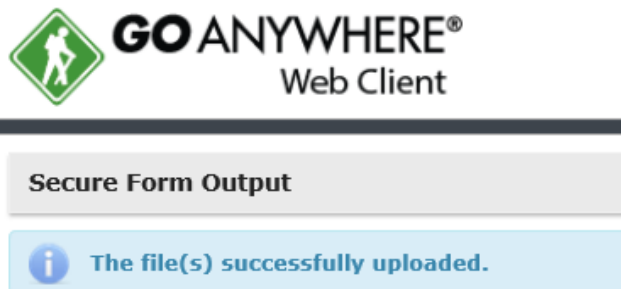 GO ANYWHERE®
Web Client
Secure Form Output
The file(s) successfully uploaded.